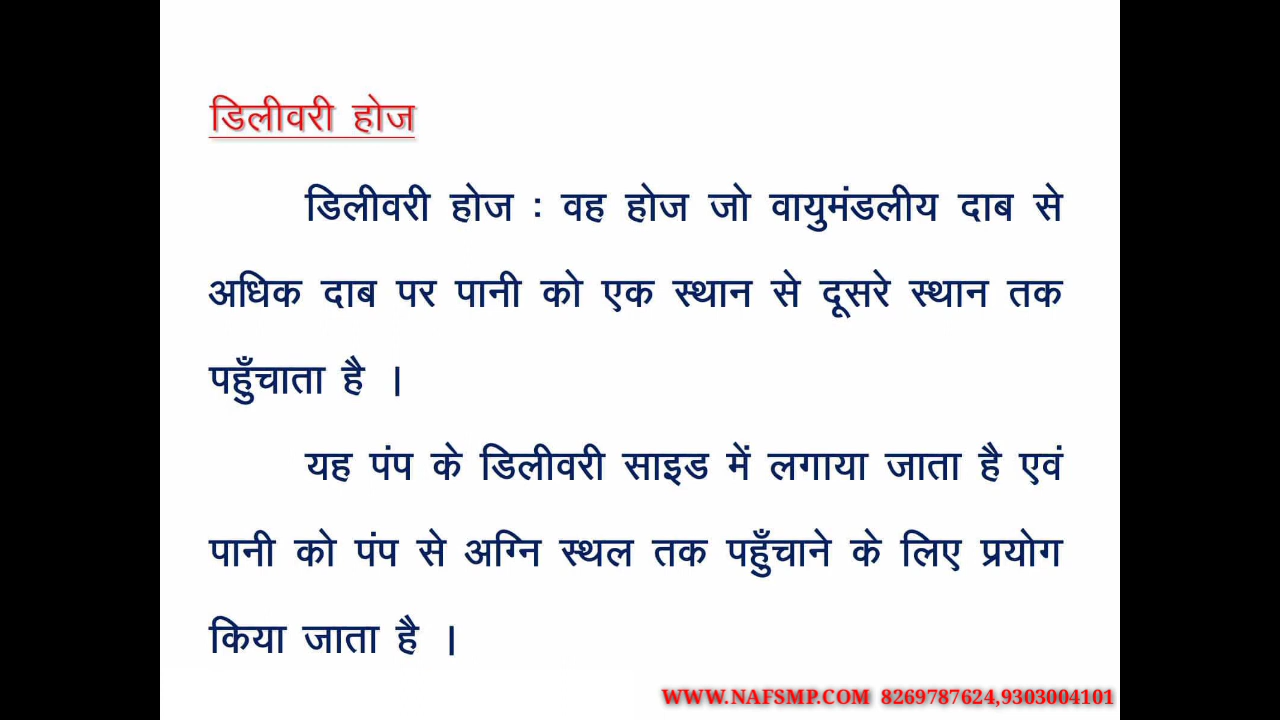 डिलीवरी होज
डिलीवरी होज : वह होज जो वायुमंडलीय दाब से
अधिक दाब पर पानी को एक स्थान से दूसरे स्थान तक
पहुँचाता है ।
यह पंप के डिलीवरी साइड में लगाया जाता है एवं
पानी को पंप से अग्नि स्थल तक पहुँचाने के लिए प्रयोग
किया जाता है ।
WWW.NAFSMP.COM 8269787624,9303004101